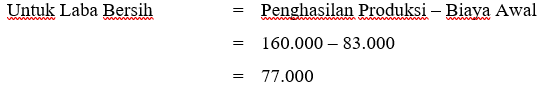 Untuk Laba Bersih = Penghasilan Produksi – Biaya Awal
= 160.000 – 83.000
= 77.000